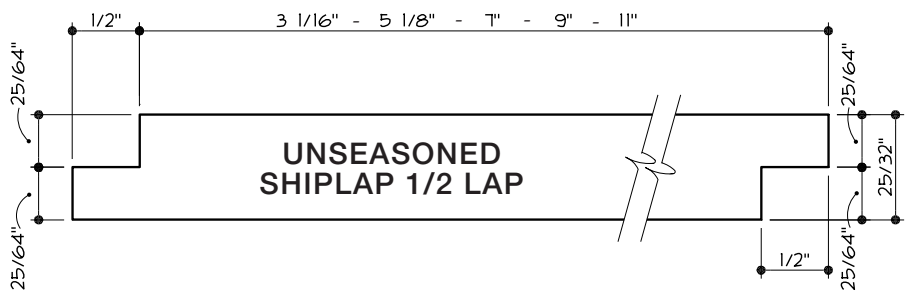 1/2"
3 1/16" - 5 1/8" - 7" - 9" - 11"
25/64"
25/64"
UNSEASONED
SHIPLAP 1/2 LAP
25/32"
25/64"
1/2"
25/64"